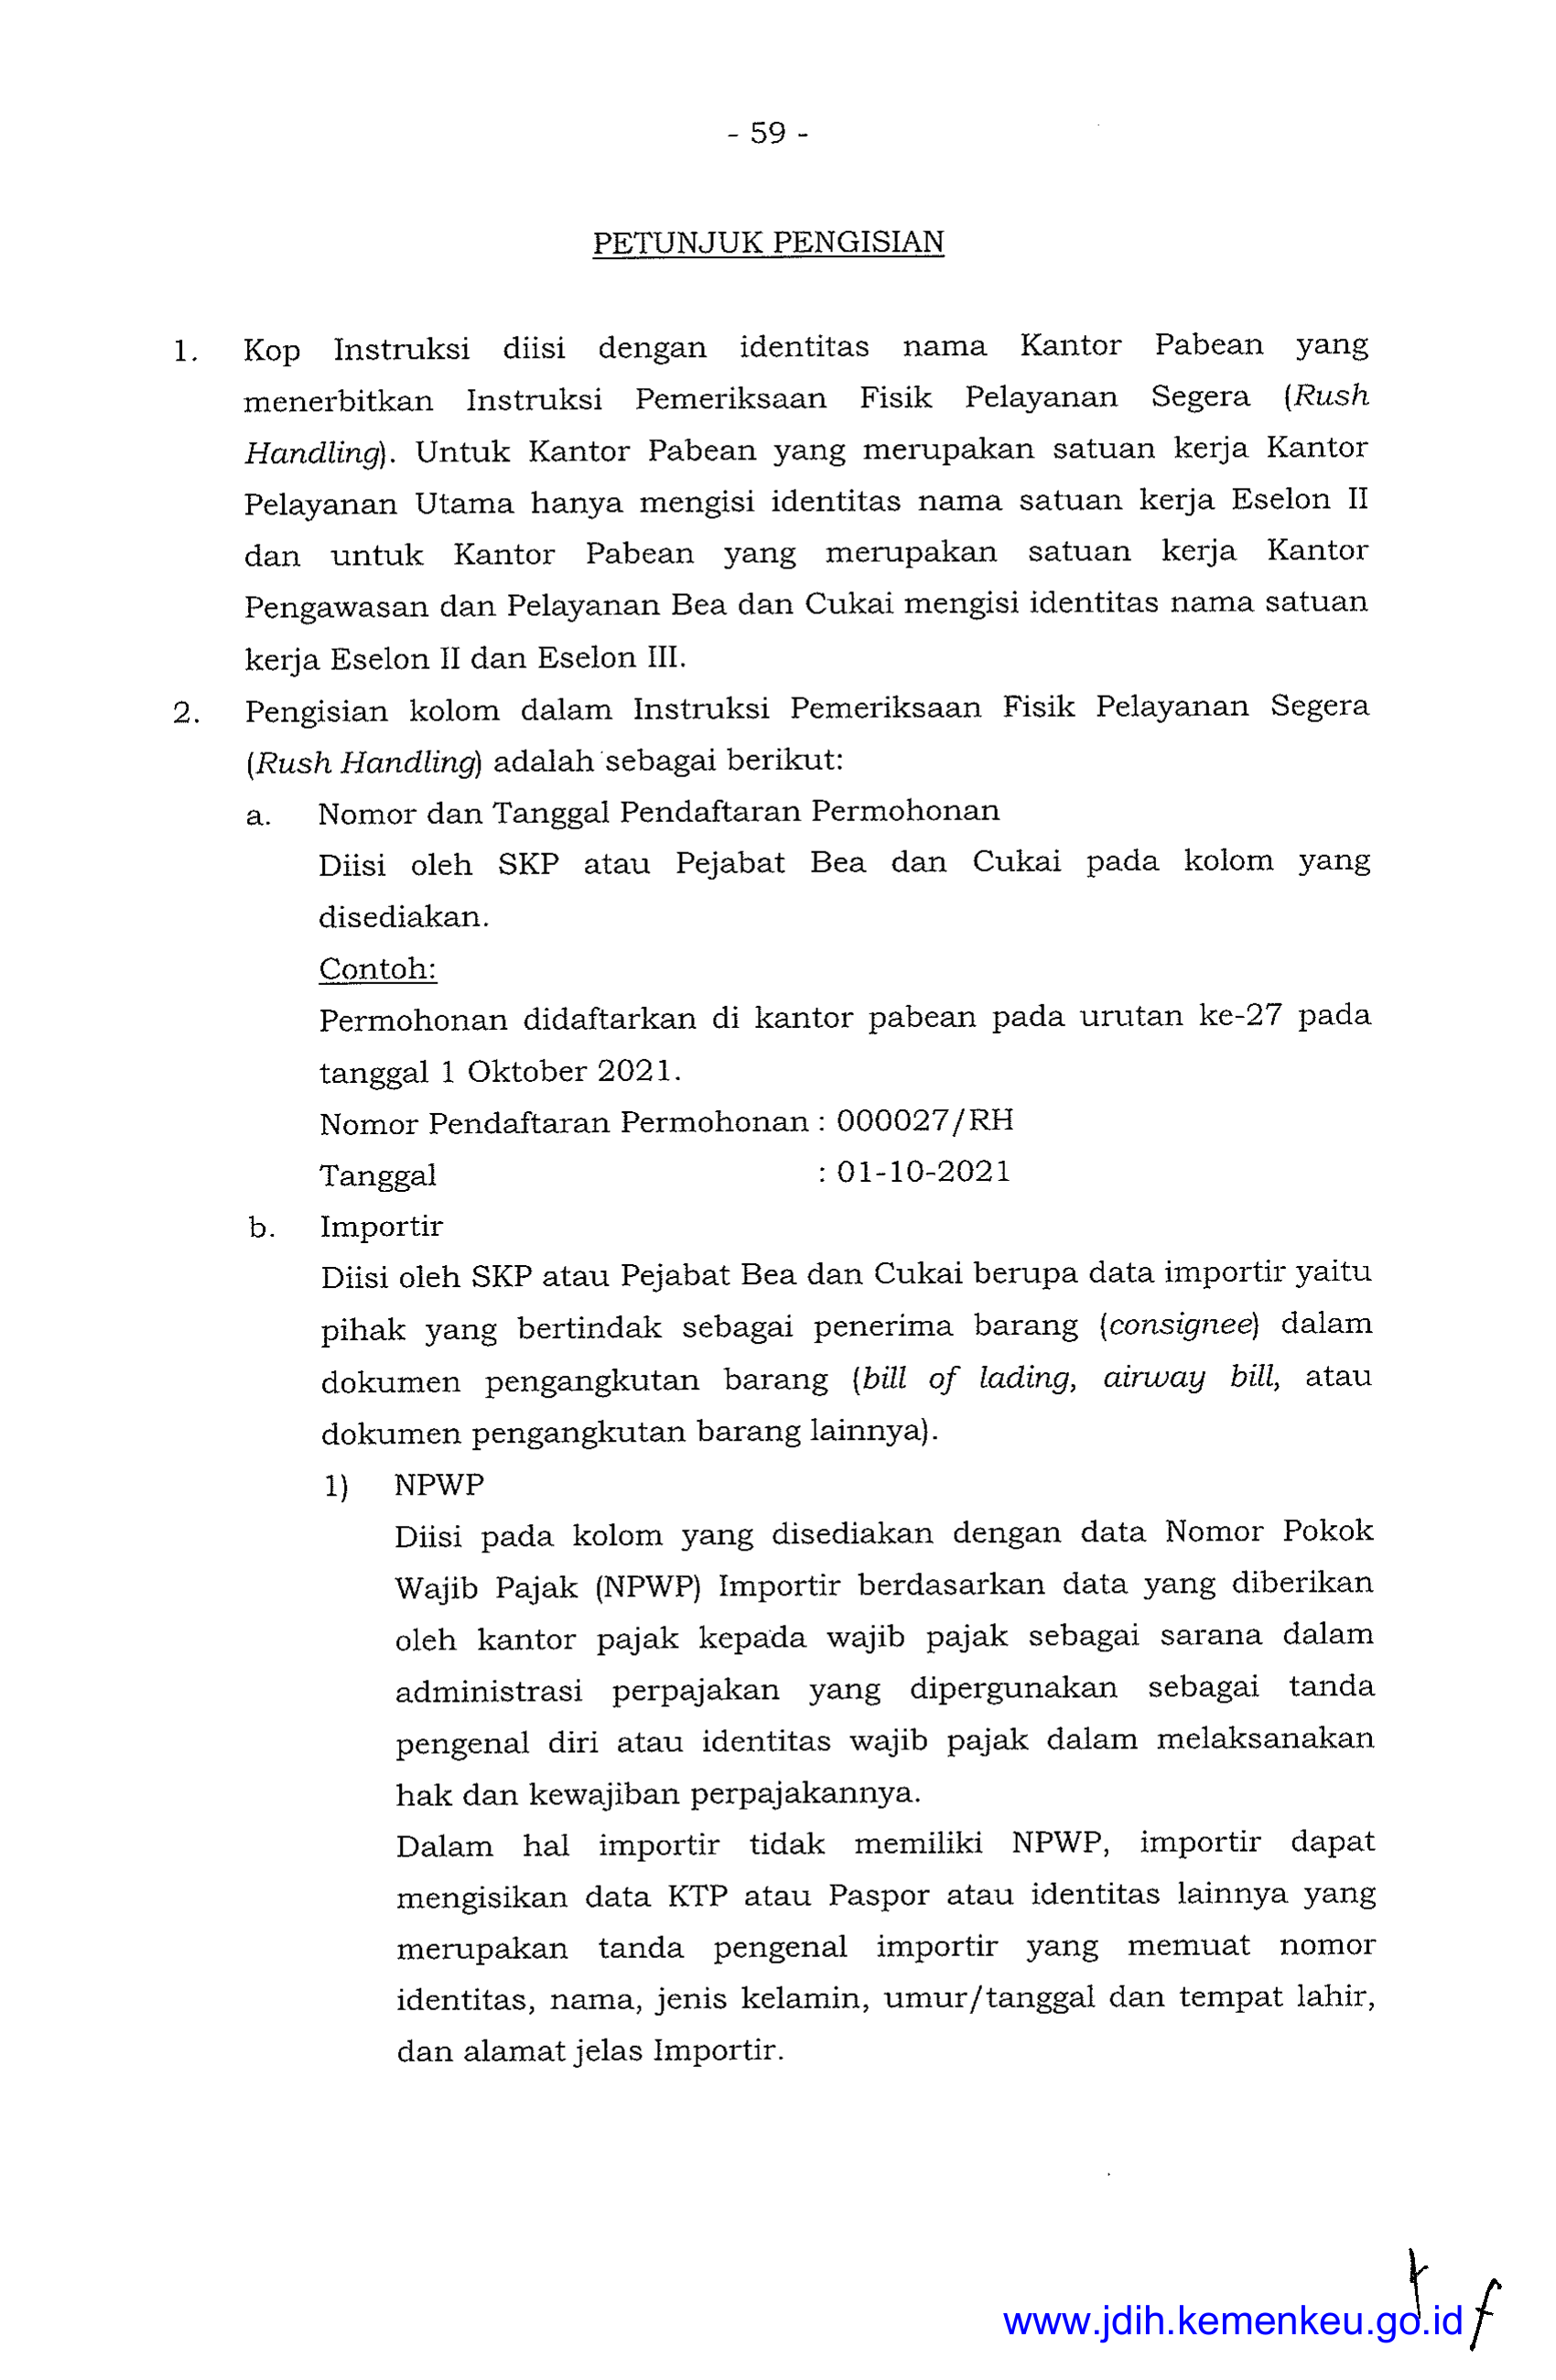 - 59 -
PETUNJUK PENGISIAN
1. Kop Instruksi diisi dengan identitas nama Kantor Pabean yang
menerbitkan Instruksi Pemeriksaan Fisik Pelayanan Segera (Rush
Handling). Untuk Kantor Pabean yang merupakan satuan kerja Kantor
Pelayanan Utama hanya mengisi identitas nama satuan kerja Eselon II
dan untuk Kantor Pabean yang merupakan satuan kerja Kantor
Pengawasan dan Pelayanan Bea dan Cukai mengisi identitas nama satuan
kerja Eselon II dan Eselon III.
2. Pengisian kolom dalam Instruksi Pemeriksaan Fisik Pelayanan Segera
(Rush Handling) adalah sebagai berikut:
a. Nomor dan Tanggal Pendaftaran Permohonan
Diisi oleh SKP atau Pejabat Bea dan Cukai pada kolom yang
disediakan.
Contoh:
Permohonan didaftarkan di kantor pabean pada urutan ke-27 pada
tanggal 1 Oktober 2021.
Nomor Pendaftaran Permohonan : 000027/RH
Tanggal : 01-10-2021
b. Importir
Diisi oleh SKP atau Pejabat Bea dan Cukai berupa data importir yaitu
pihak yang bertindak sebagai penerima barang (consignee) dalam
dokumen pengangkutan barang (bill of lading, airway bill, atau
dokumen pengangkutan barang lainnya).
1) NPWP
Diisi pada kolom yang disediakan dengan data Nomor Pokok
Wajib Pajak (NPWP) Importir berdasarkan data yang diberikan
oleh kantor pajak kepada wajib pajak sebagai sarana dalam
administrasi perpajakan yang dipergunakan sebagai tanda
pengenal diri atau identitas wajib pajak dalam melaksanakan
hak dan kewajiban perpajakannya.
Dalam hal importir tidak memiliki NPWP, importir dapat
mengisikan data KTP atau Paspor atau identitas lainnya yang
merupakan tanda pengenal importir yang memuat nomor
identitas, nama, jenis kelamin, umur/tanggal dan tempat lahir,
dan alamat jelas Importir.
www.jdih.kemenkeu.go.id